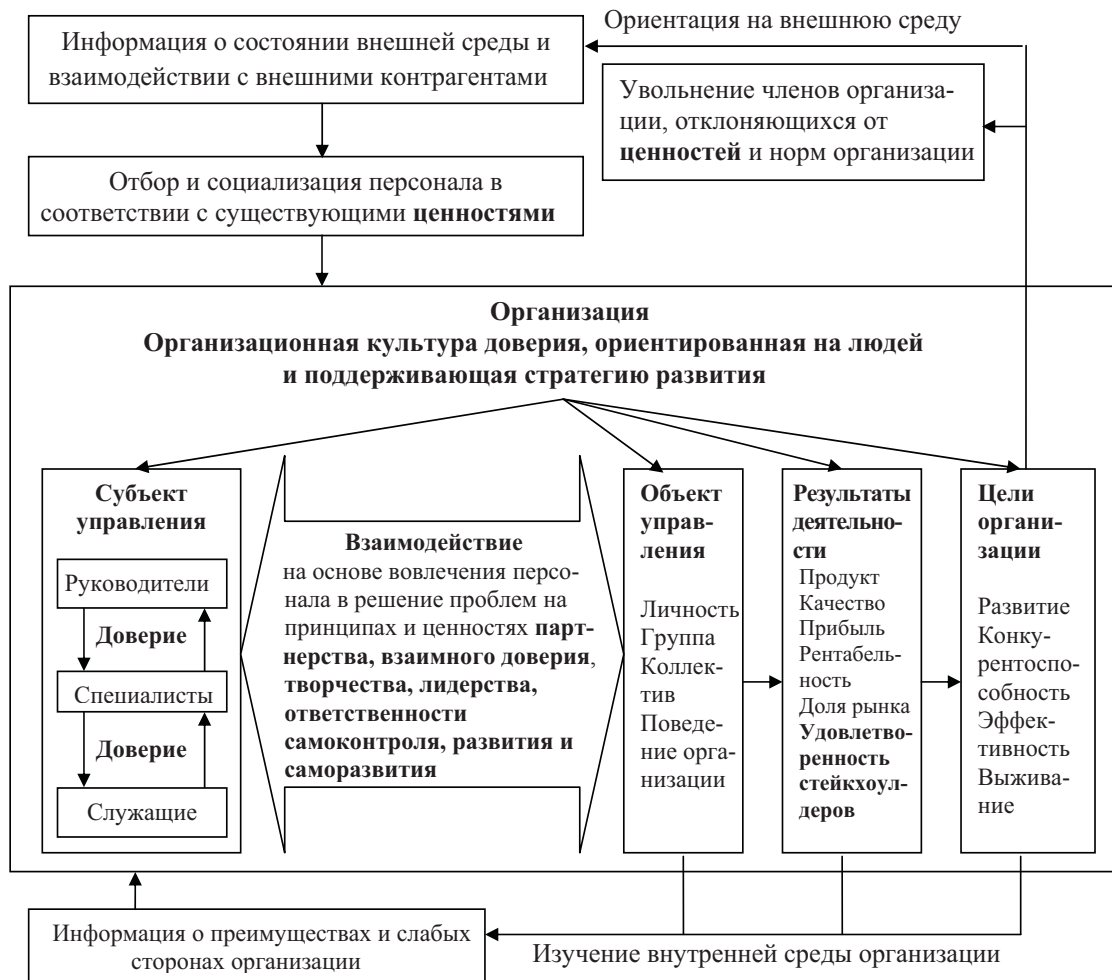 Ориентация на внешнюю среду
Информация о состоянии внешней среды и
взаимодействии с внешними контрагентами
Увольнение членов организа-
ции, отклоняющихся от
ценностей и норм организации
Отбор и социализация персонала в
соответствии с существующими ценностями
Организация
Организационная культура доверия, ориентированная на людей
и поддерживающая стратегию развития
Субъект
управления
Руководители
Доверие
Специалисты
Доверие
Служащие
Взаимодействие
на основе вовлечения персо-
нала в решение проблем на
принципах и ценностях парт-
нерства, взаимного доверия,
творчества, лидерства,
ответственности
самоконтроля, развития и
саморазвития
Объект
управ-
ления
Личность
Группа
Коллек-
тив
Поведе-
ние орга-
низации
Результаты
деятельно-
сти
Продукт
Качество
Прибыль
Рентабель-
ность
Доля рынка
Удовлетво-
ренность
стейкхоул-
деров
Цели
органи-
зации
Развитие
Конку-
рентоспо-
собность
Эффек-
тивность
Выжива-
ние
Информация о преимуществах и слабых
сторонах организации
Изучение внутренней среды организации